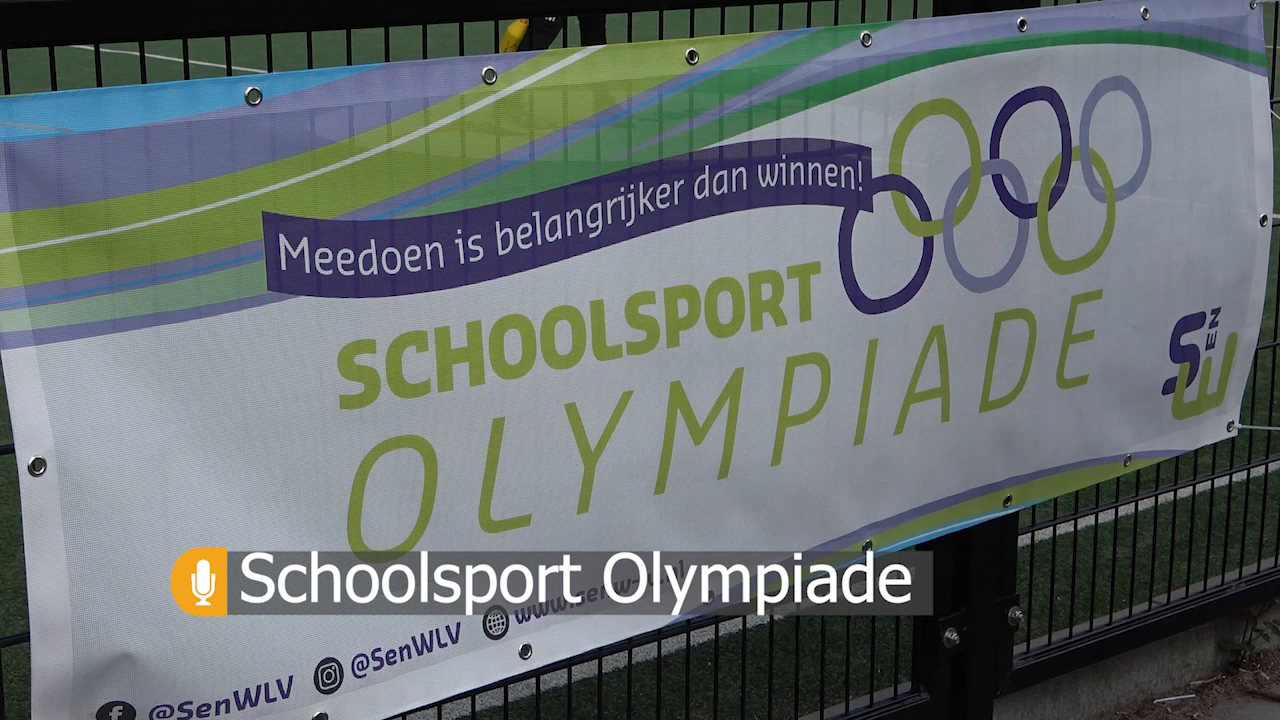 Meedoen is belangrijker dan winnen!
SCHOOLSPORT
OLYMPIADE
S EN W
Schoolsport Olympiade
@SenWLV
@SenWLV